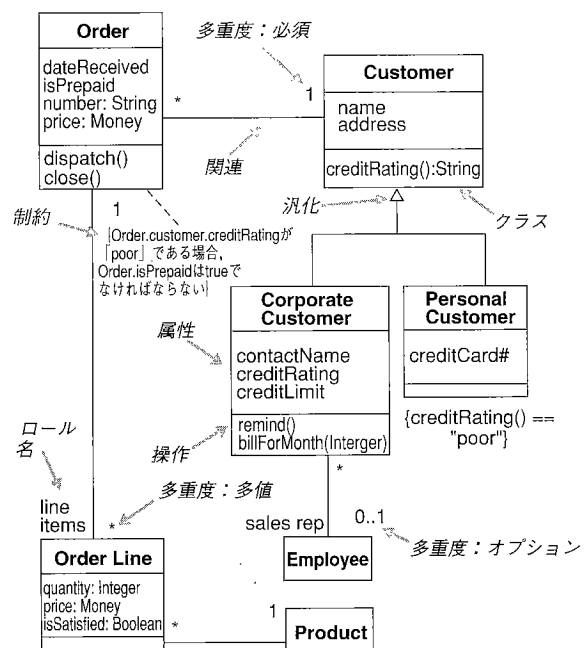 Order
dateReceived
isPrepaid
number: String
price: Money
dispatch()
close()
多重度：必須
*
1
関連
Customer
name
address
creditRating():String
汎化
クラス
制約
1
{Order.customer.creditRatingが
「poor」である場合，
Order.isPrepaidはtrueで
なければならない}
属性
Corporate
Customer
contactName
creditRating
creditLimit
remind()
billForMonth(Interger)
操作
Personal
Customer
creditCard#
{creditRating() ==
"poor"}
ロール
名
多重度：多値
line
items
*
*
sales rep
0..1
多重度：オプション
Employee
Order Line
quantity: Integer
price: Money
isSatisfied: Boolean
*
1
Product